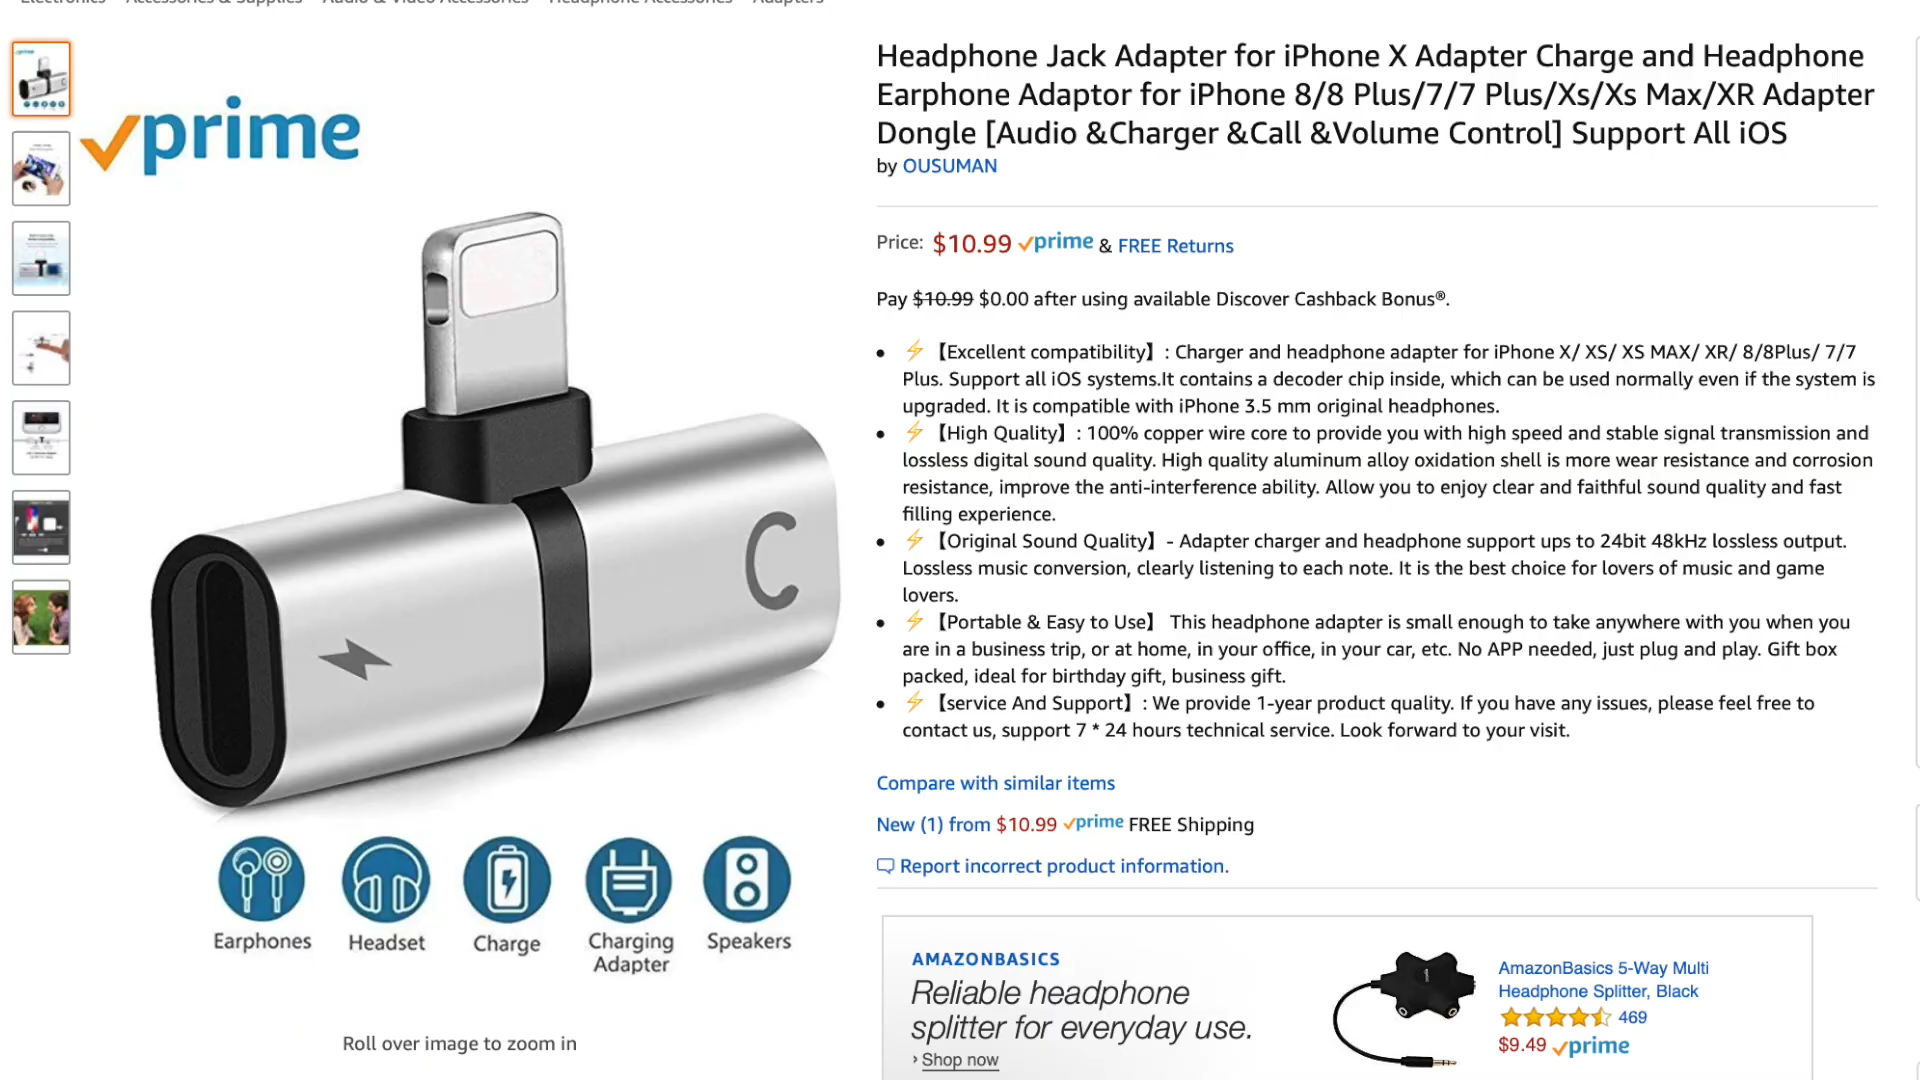 Electronics › Accessories & Supplies › Audio & Video Accessories › Headphone Accessories › Adapters
prime
Headphone Jack Adapter for iPhone X Adapter Charge and Headphone
Earphone Adaptor for iPhone 8/8 Plus/7/7 Plus/Xs/Xs Max/XR Adapter
Dongle [Audio &Charger &Call &Volume Control] Support All iOS
by OUSUMAN
Price: $10.99 prime & FREE Returns
Pay $10.99 $0.00 after using available Discover Cashback Bonus®.
• ⚡【Excellent compatibility】: Charger and headphone adapter for iPhone X/ XS/ XS MAX/ XR/ 8/8Plus/ 7/7
Plus. Support all iOS systems.It contains a decoder chip inside, which can be used normally even if the system is
upgraded. It is compatible with iPhone 3.5 mm original headphones.
• ⚡【High Quality】: 100% copper wire core to provide you with high speed and stable signal transmission and
lossless digital sound quality. High quality aluminum alloy oxidation shell is more wear resistance and corrosion
resistance, improve the anti-interference ability. Allow you to enjoy clear and faithful sound quality and fast
filling experience.
• ⚡【Original Sound Quality】- Adapter charger and headphone support ups to 24bit 48kHz lossless output.
Lossless music conversion, clearly listening to each note. It is the best choice for lovers of music and game
lovers.
• ⚡【Portable & Easy to Use】 This headphone adapter is small enough to take anywhere with you when you
are in a business trip, or at home, in your office, in your car, etc. No APP needed, just plug and play. Gift box
packed, ideal for birthday gift, business gift.
• ⚡【service And Support】: We provide 1-year product quality. If you have any issues, please feel free to
contact us, support 7 * 24 hours technical service. Look forward to your visit.
Compare with similar items
New (1) from $10.99 prime FREE Shipping
Report incorrect product information.
Earphones
Headset
Charge
Charging
Adapter
Speakers
Roll over image to zoom in
AMAZONBASICS
Reliable headphone
splitter for everyday use.
› Shop now
AmazonBasics 5-Way Multi
Headphone Splitter, Black
469
$9.49 prime